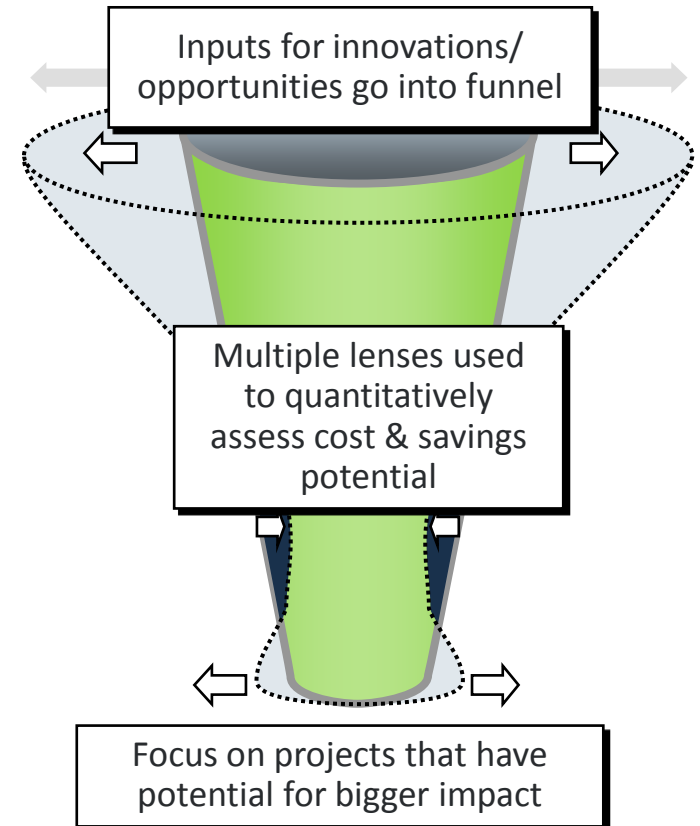 Inputs for innovations/
opportunities go into funnel
Multiple lenses used
to quantitatively
assess cost & savings
potential
Focus on projects that have
potential for bigger impact